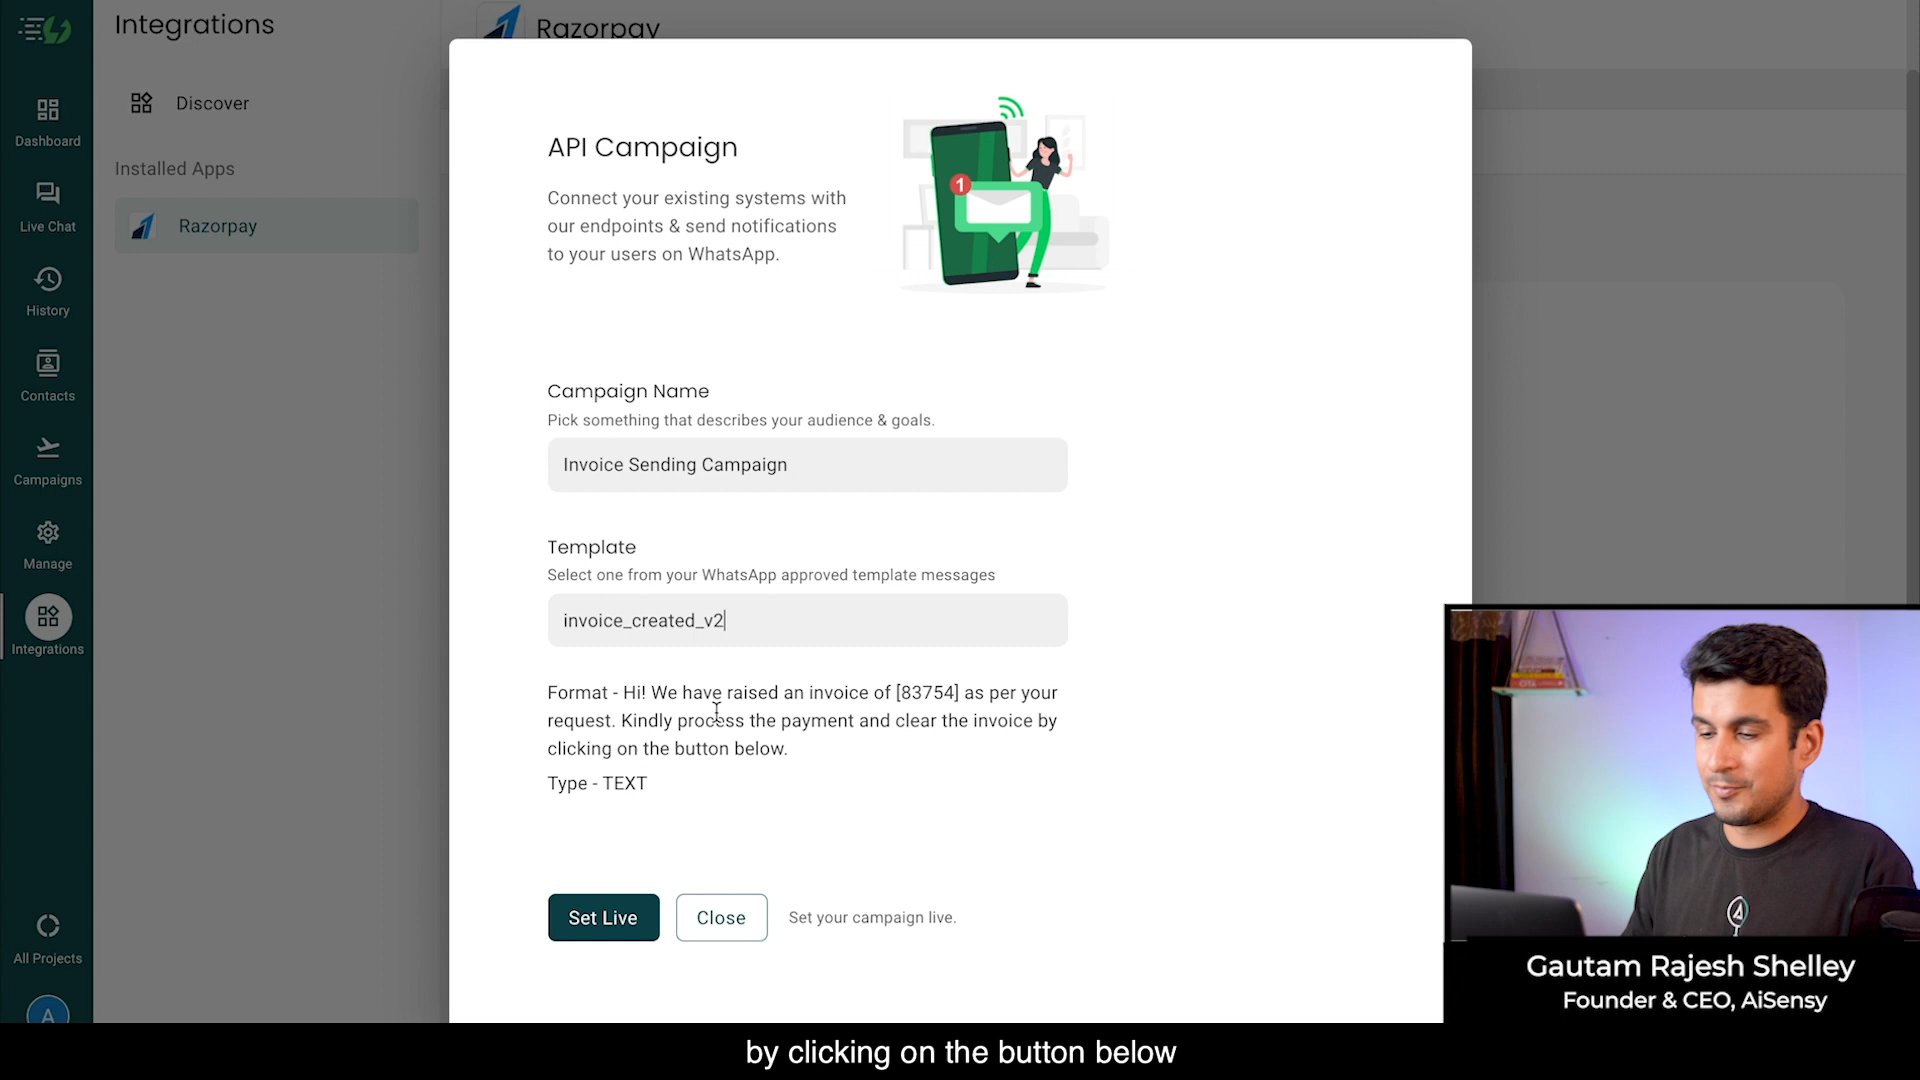 Integrations
Discover
Installed Apps
Razorpay
Dashboard
Live Chat
History
Contacts
Campaigns
Manage
Integrations
All Projects
A
Razorpay
API Campaign
Connect your existing systems with
our endpoints & send notifications
to your users on WhatsApp.
1
Campaign Name
Pick something that describes your audience & goals.
Invoice Sending Campaign
Template
Select one from your WhatsApp approved template messages
invoice_created_v2
Format - Hi! We have raised an invoice of [83754] as per your
request. Kindly process the payment and clear the invoice by
clicking on the button below.
Type - TEXT
Set Live
Close
Set your campaign live.
Gautam Rajesh Shelley
Founder & CEO, AiSensy
by clicking on the button below